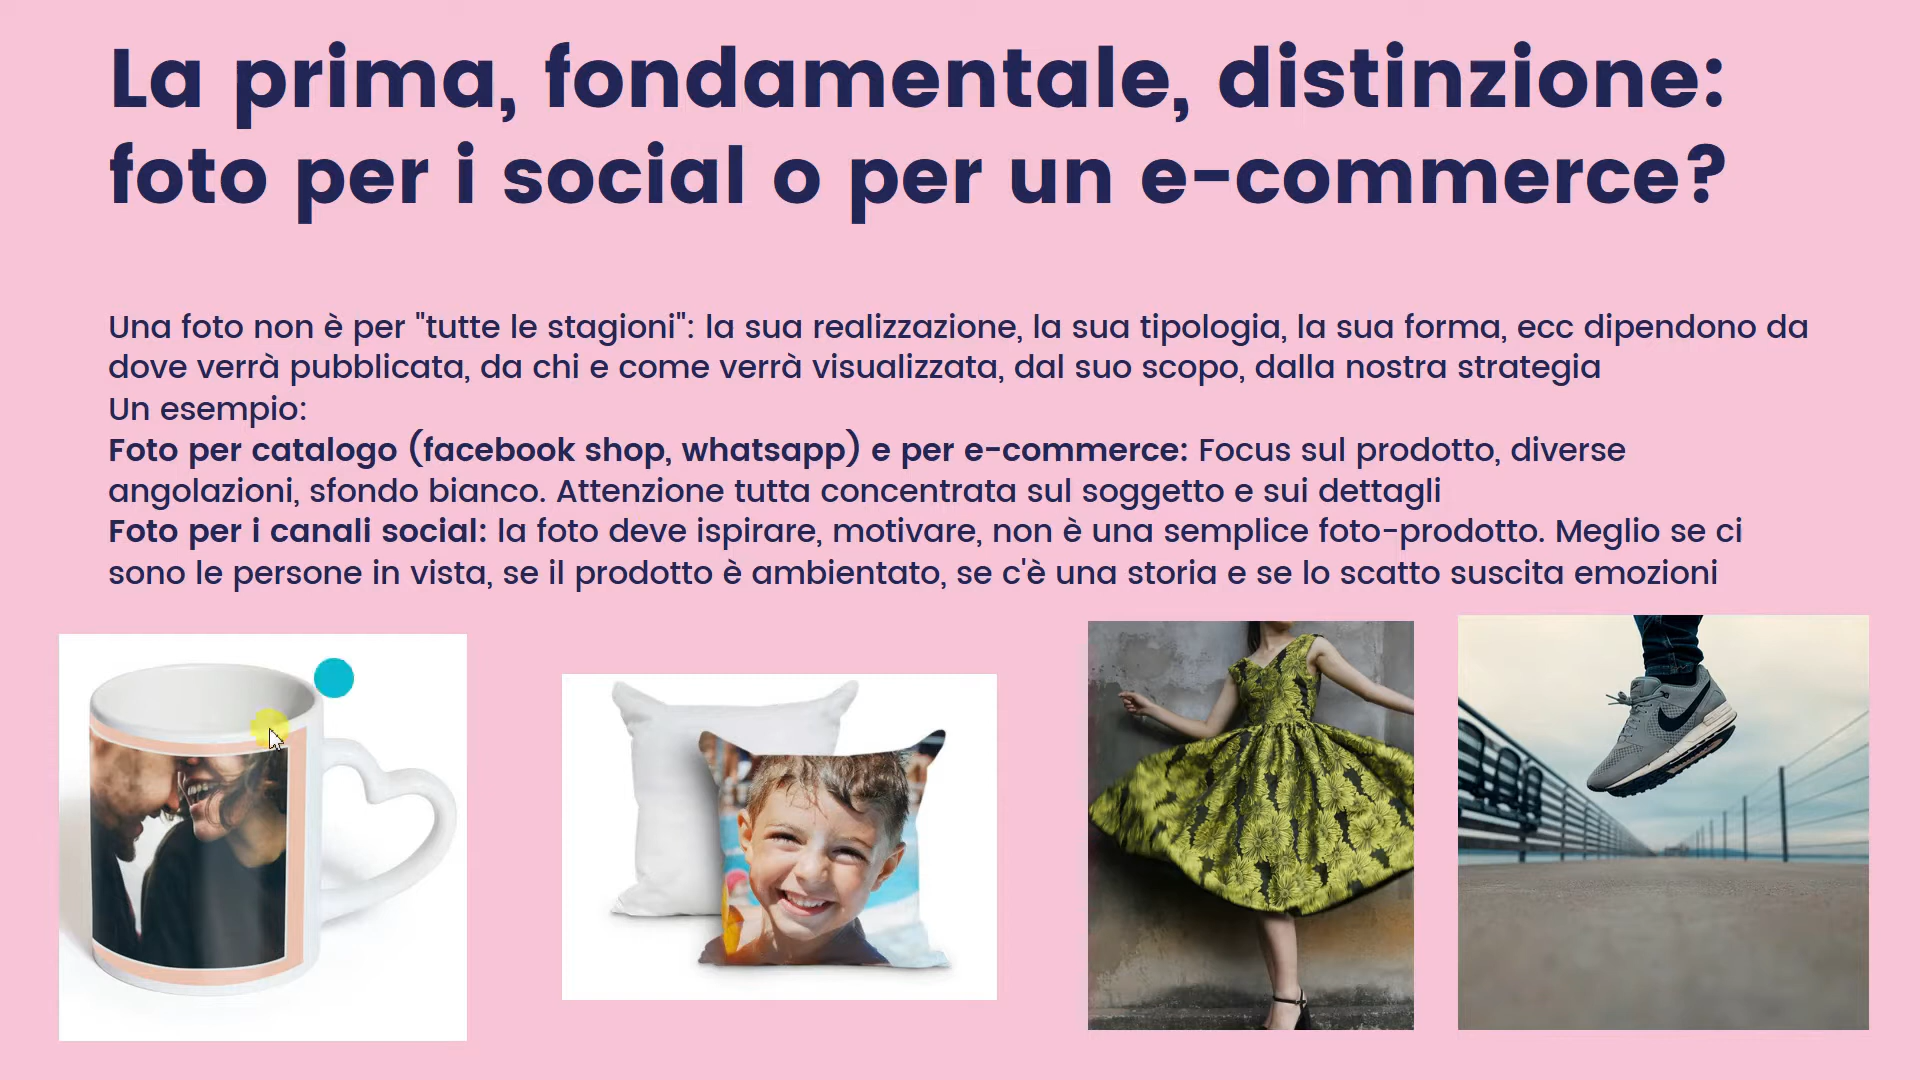 La prima, fondamentale, distinzione:
foto per i social o per un e-commerce?
Una foto non è per "tutte le stagioni": la sua realizzazione, la sua tipologia, la sua forma, ecc dipendono da
dove verrà pubblicata, da chi e come verrà visualizzata, dal suo scopo, dalla nostra strategia
Un esempio:
Foto per catalogo (facebook shop, whatsapp) e per e-commerce: Focus sul prodotto, diverse
angolazioni, sfondo bianco. Attenzione tutta concentrata sul soggetto e sui dettagli
Foto per i canali social: la foto deve ispirare, motivare, non è una semplice foto-prodotto. Meglio se ci
sono le persone in vista, se il prodotto è ambientato, se c'è una storia e se lo scatto suscita emozioni